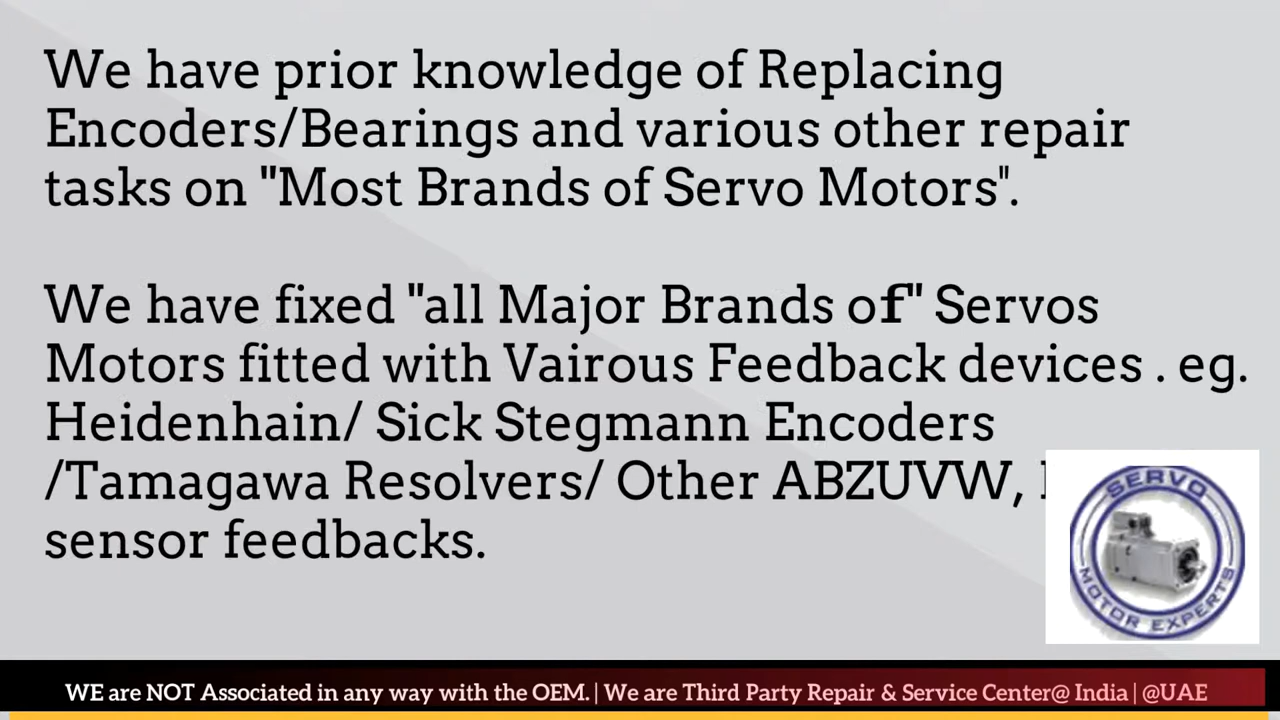 We have prior knowledge of Replacing
Encoders/Bearings and various other repair
tasks on "Most Brands of Servo Motors".
We have fixed "all Major Brands of" Servos
Motors fitted with Vairous Feedback devices . eg.
Heidenhain/ Sick Stegmann Encoders
/Tamagawa Resolvers/ Other ABZUVW,
sensor feedbacks.
SERVO
MOTOR EXPERTS
WE are NOT Associated in any way with the OEM. | We are Third Party Repair & Service Center@ India | @UAE